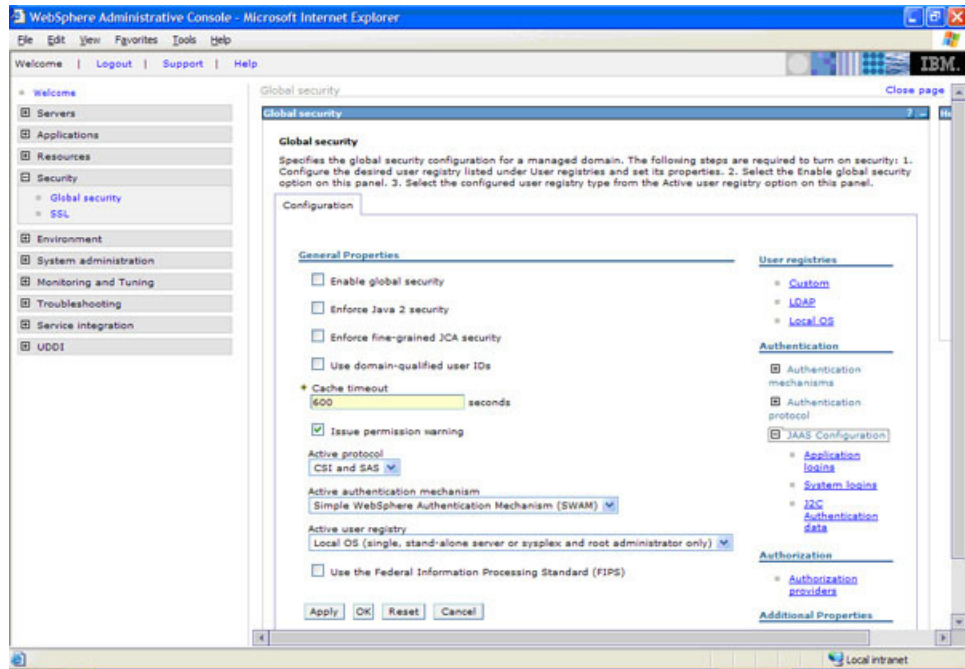 WebSphere Administrative Console - Microsoft Internet Explorer
File Edit View Favorites Tools Help
Welcome | Logout | Support | Help
IBM.
Welcome
Servers
Applications
Resources
Security
Global security
SSL
Environment
System administration
Monitoring and Tuning
Troubleshooting
Service integration
UDDI
Global security
Close page
Global security
? -
Global security
Specifies the global security configuration for a managed domain. The following steps are required to turn on security: 1.
Configure the desired user registry listed under User registries and set its properties. 2. Select the Enable global security
option on this panel. 3. Select the configured user registry type from the Active user registry option on this panel.
Configuration
General Properties
Enable global security
Enforce Java 2 security
Enforce fine-grained JCA security
Use domain-qualified user IDs
* Cache timeout
600 seconds
Issue permission warning
Active protocol
CSI and SAS
Active authentication mechanism
Simple WebSphere Authentication Mechanism (SWAM)
Active user registry
Local OS (single, stand-alone server or sysplex and root administrator only)
Use the Federal Information Processing Standard (FIPS)
Apply OK Reset Cancel
User registries
Custom
LDAP
Local OS
Authentication
Authentication
mechanisms
Authentication
protocol
JAAS Configuration
Application
logins
System logins
J2C
Authentication
data
Authorization
Authorization
providers
Additional Properties
Local intranet